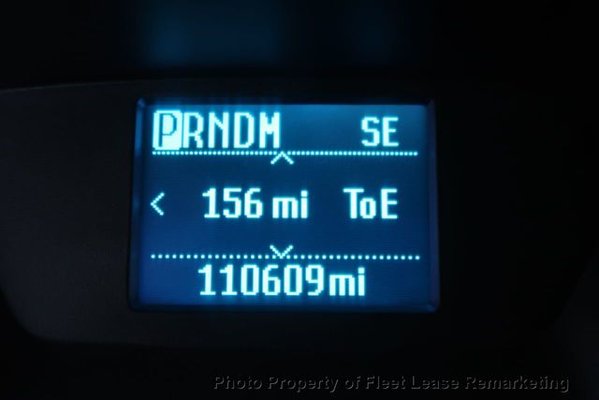 PRNDM SE
< 156 mi ToE
110609mi
Photo Property of Fleet Lease Remarketing